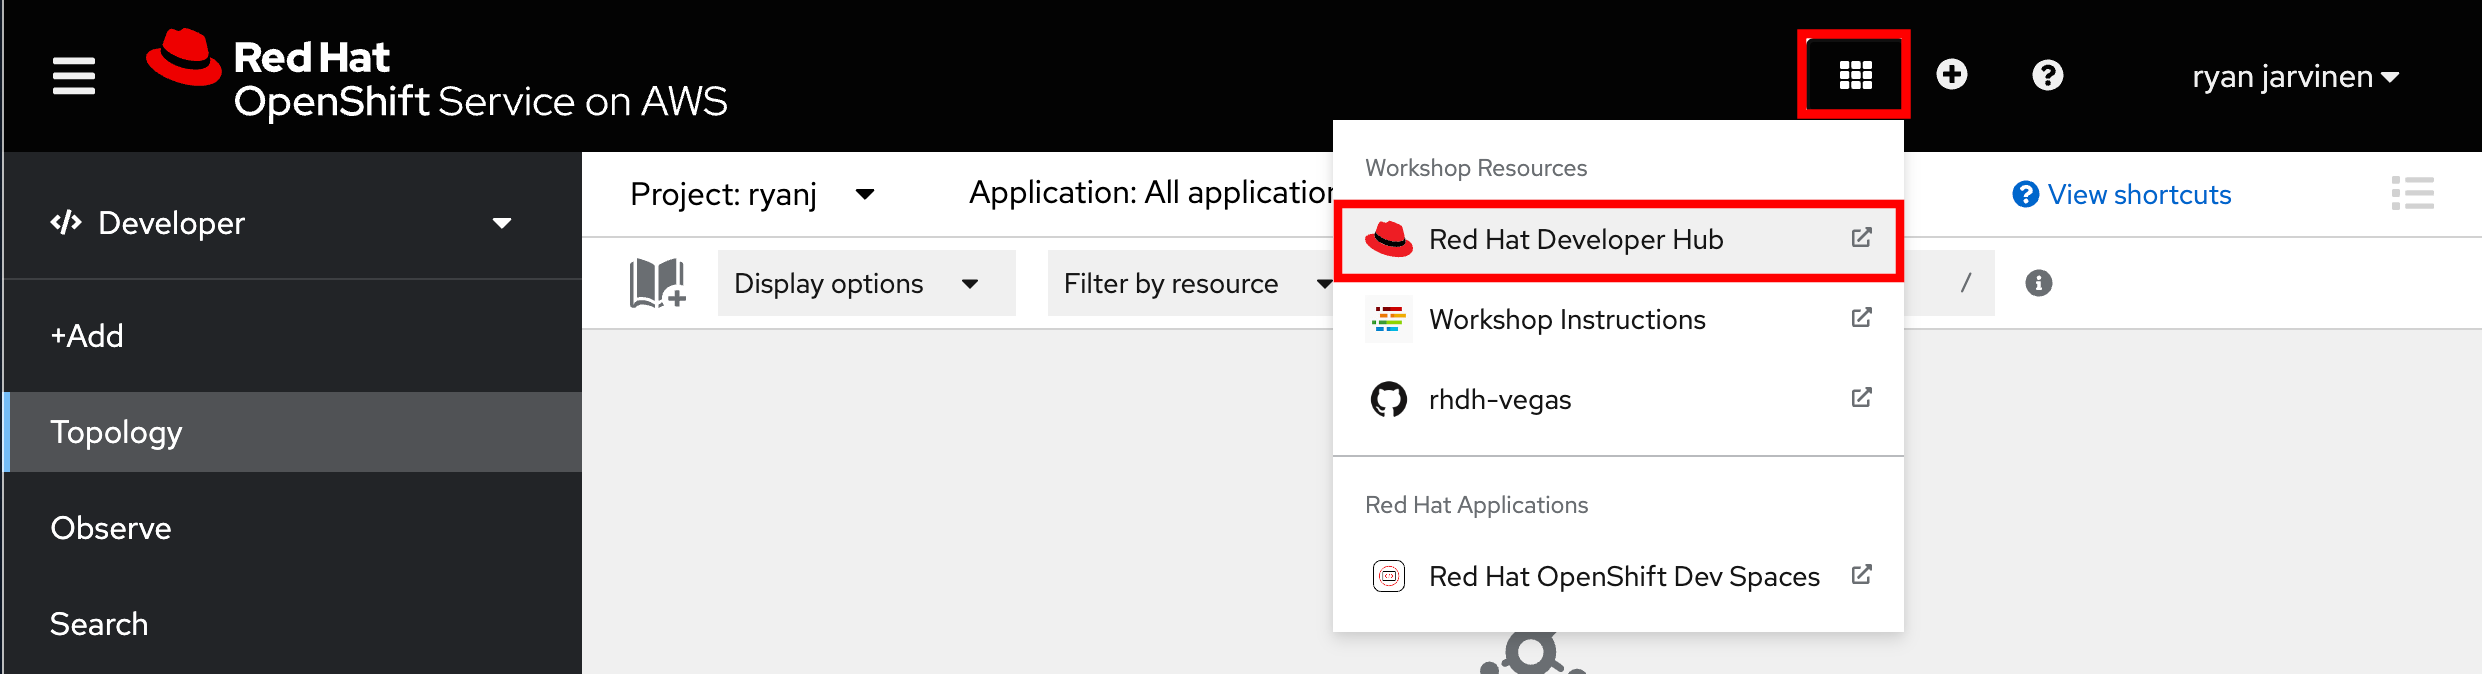 Red Hat
OpenShift Service on AWS
ryan jarvinen
Developer
+Add
Topology
Observe
Search
Project: ryanj
Application: All application
View shortcuts
Display options
Filter by resource
/
Workshop Resources
Red Hat Developer Hub
Workshop Instructions
rhdh-vegas
Red Hat Applications
Red Hat OpenShift Dev Spaces